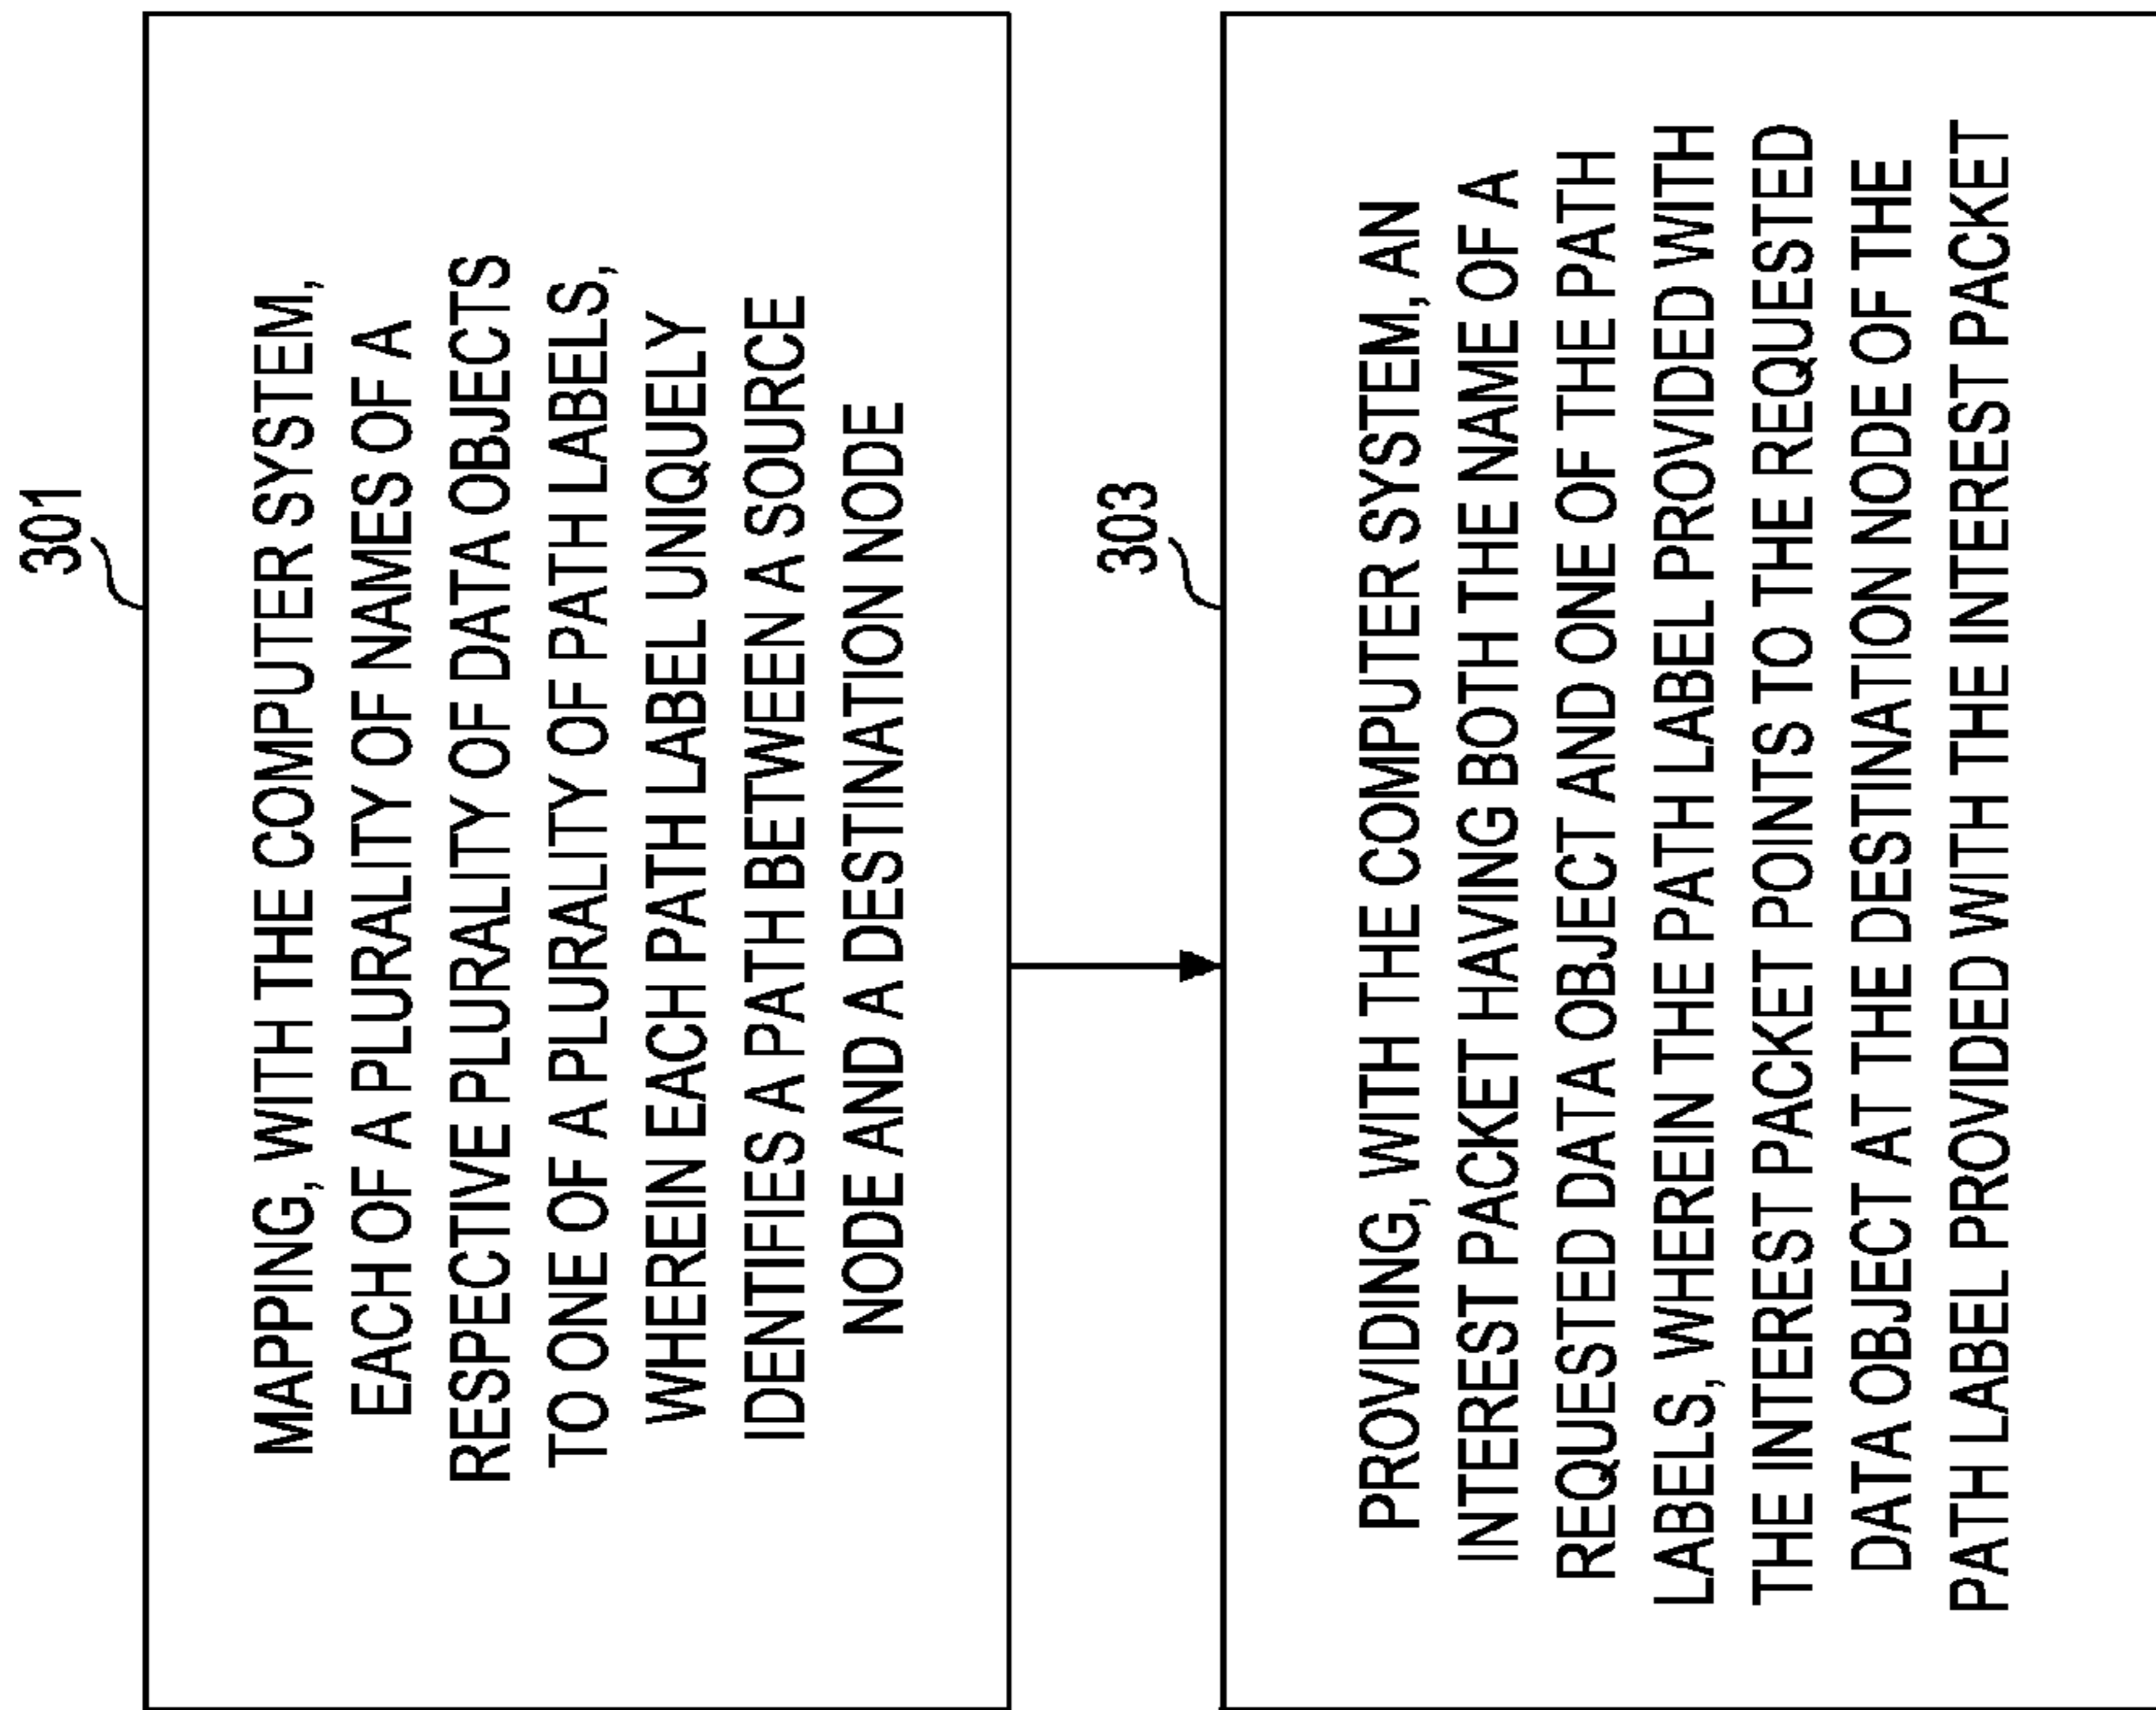 301
MAPPING, WITH THE COMPUTER SYSTEM,
EACH OF A PLURALITY OF NAMES OF A
RESPECTIVE PLURALITY OF DATA OBJECTS
TO ONE OF A PLURALITY OF PATH LABELS,
WHEREIN EACH PATH LABEL UNIQUELY
IDENTIFIES A PATH BETWEEN A SOURCE
NODE AND A DESTINATION NODE
303
PROVIDING, WITH THE COMPUTER SYSTEM, AN
INTEREST PACKET HAVING BOTH THE NAME OF A
REQUESTED DATA OBJECT AND ONE OF THE PATH
LABELS, WHEREIN THE PATH LABEL PROVIDED WITH
THE INTEREST PACKET POINTS TO THE REQUESTED
DATA OBJECT AT THE DESTINATION NODE OF THE
PATH LABEL PROVIDED WITH THE INTEREST PACKET